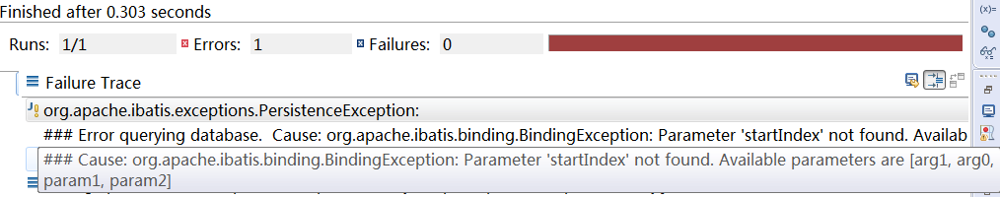 Finished after 0.303 seconds
Runs: 1/1 Errors: 1 Failures: 0
Failure Trace
org.apache.ibatis.exceptions.PersistenceException:
### Error querying database.  Cause: org.apache.ibatis.binding.BindingException: Parameter 'startIndex' not found. Availab
### Cause: org.apache.ibatis.binding.BindingException: Parameter 'startIndex' not found. Available parameters are [arg1, arg0,
param1, param2]